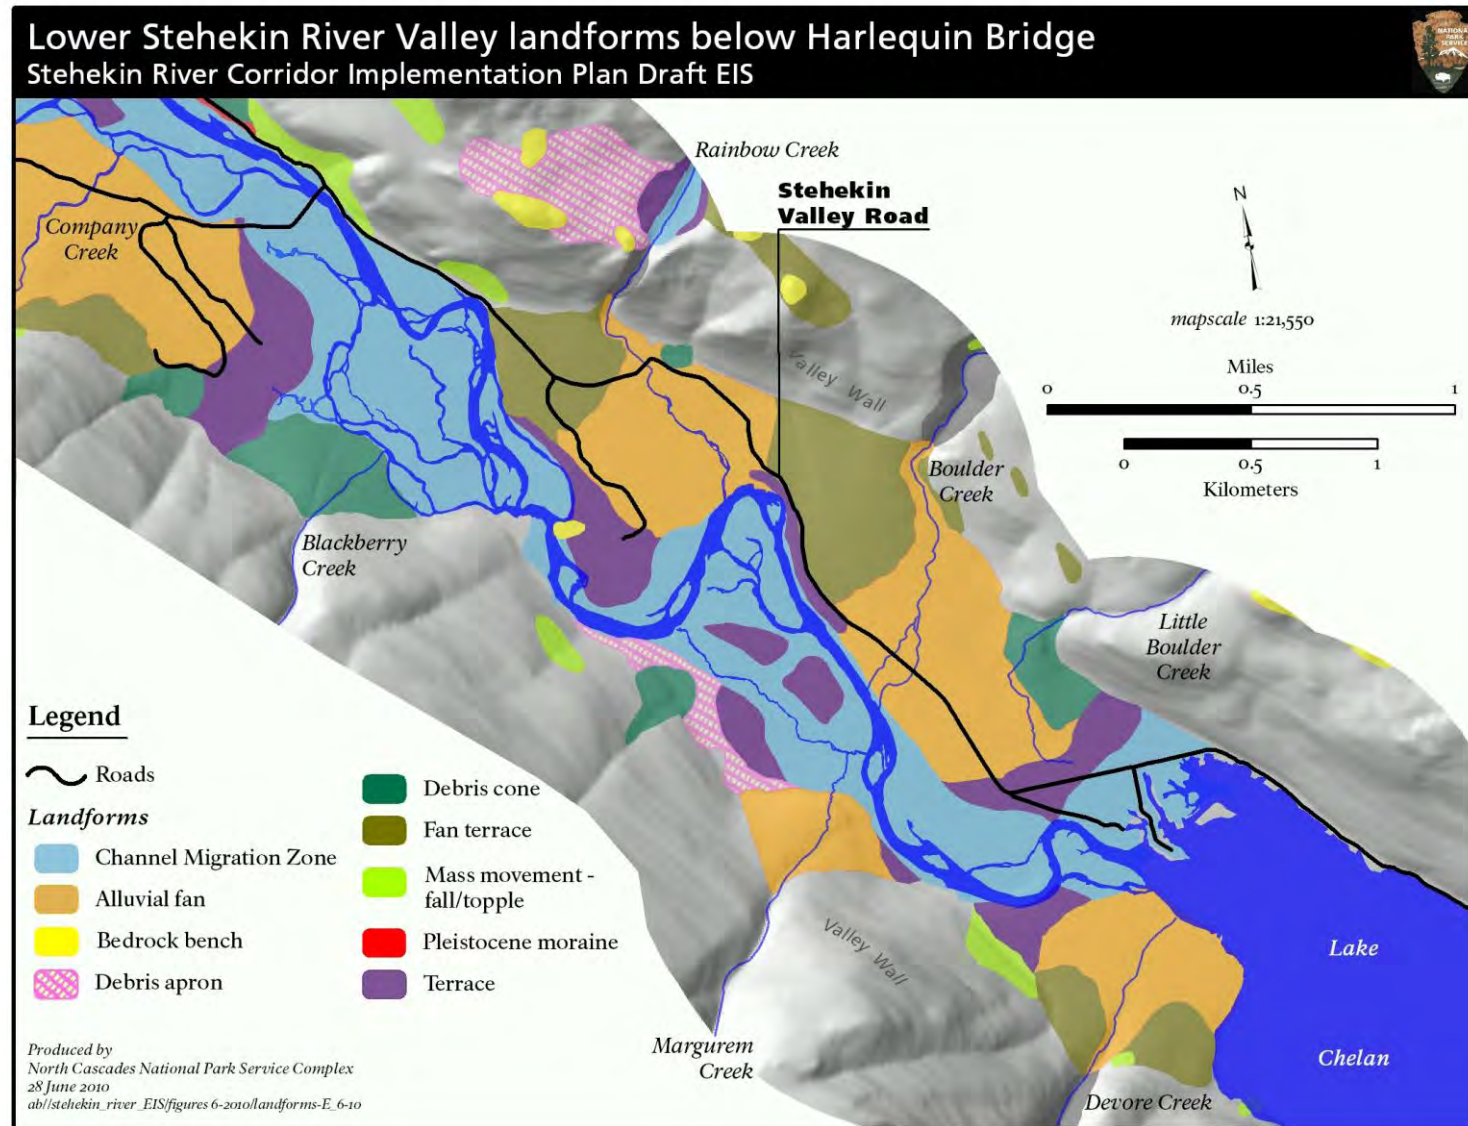 Lower Stehekin River Valley landforms below Harlequin Bridge
Stehekin River Corridor Implementation Plan Draft EIS
NATIONAL
PARK
SERVICE
Rainbow Creek
Stehekin
Valley Road
Company
Creek
N
mapscale 1:21,550
Miles
0 0.5 1
0 0.5 1
Kilometers
Valley Wall
Boulder
Creek
Blackberry
Creek
Little
Boulder
Creek
Legend
Roads
Landforms
Channel Migration Zone
Alluvial fan
Bedrock bench
Debris apron
Debris cone
Fan terrace
Mass movement -
fall/topple
Pleistocene moraine
Terrace
Valley Wall
Lake
Chelan
Margurem
Creek
Devore Creek
Produced by
North Cascades National Park Service Complex
28 June 2010
ab//stehekin_river_EIS/figures 6-2010/landforms-E_6-10